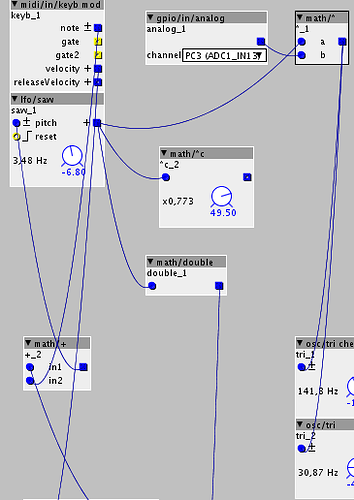 midi/in/keyb mod
keyb_1
note
gate
gate2
velocity +
releaseVelocity +
lfo/saw
saw_1
± pitch +
reset
3,48 Hz
-6.80
gpio/in/analog
analog_1
channel PC3 (ADC1_IN13)
math/*
*_1
a
b
math/*c
*c_2
x0,773
49.50
math/double
double_1
math/+
+_2
in1
in2
osc/tri che
tri_1
±
141,8 Hz
osc/tri
tri_2
±
30,87 Hz